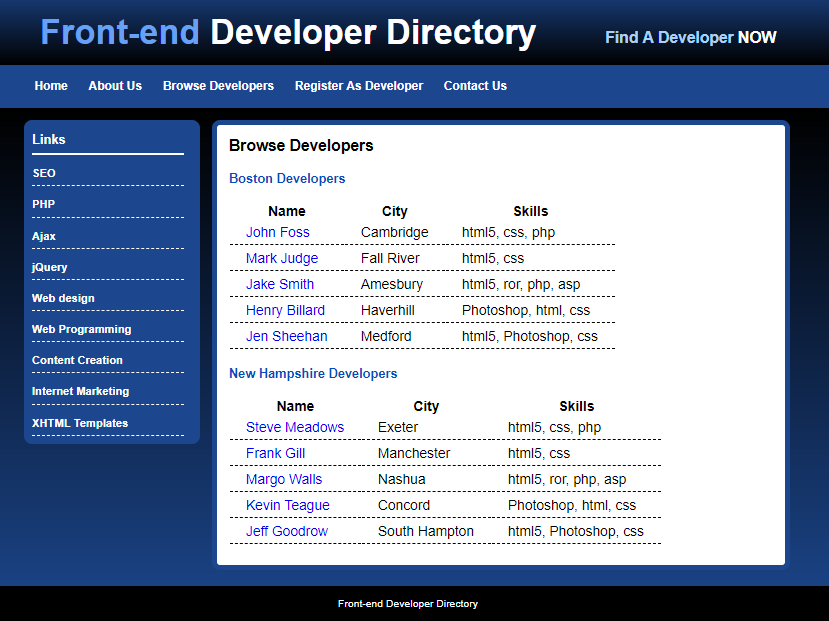 Front-end Developer Directory
Find A Developer NOW
Home About Us Browse Developers Register As Developer Contact Us
Links
SEO
PHP
Ajax
jQuery
Web design
Web Programming
Content Creation
Internet Marketing
XHTML Templates
Browse Developers
Boston Developers
Name City Skills
John Foss Cambridge html5, css, php
Mark Judge Fall River html5, css
Jake Smith Amesbury html5, ror, php, asp
Henry Billard Haverhill Photoshop, html, css
Jen Sheehan Medford html5, Photoshop, css
New Hampshire Developers
Name City Skills
Steve Meadows Exeter html5, css, php
Frank Gill Manchester html5, css
Margo Walls Nashua html5, ror, php, asp
Kevin Teague Concord Photoshop, html, css
Jeff Goodrow South Hampton html5, Photoshop, css
Front-end Developer Directory